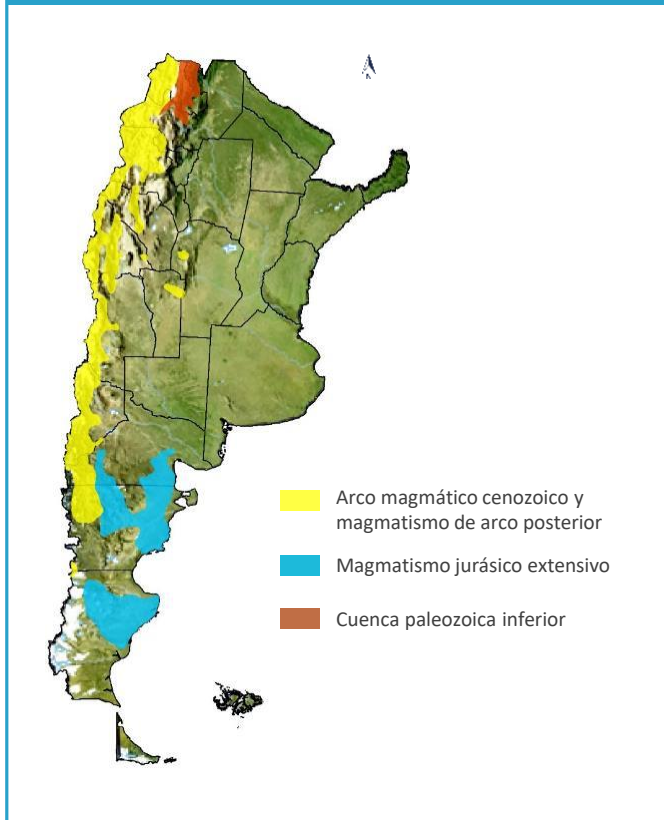 Arco magmático cenozoico y
magmatismo de arco posterior
Magmatismo jurásico extensivo
Cuenca paleozoica inferior